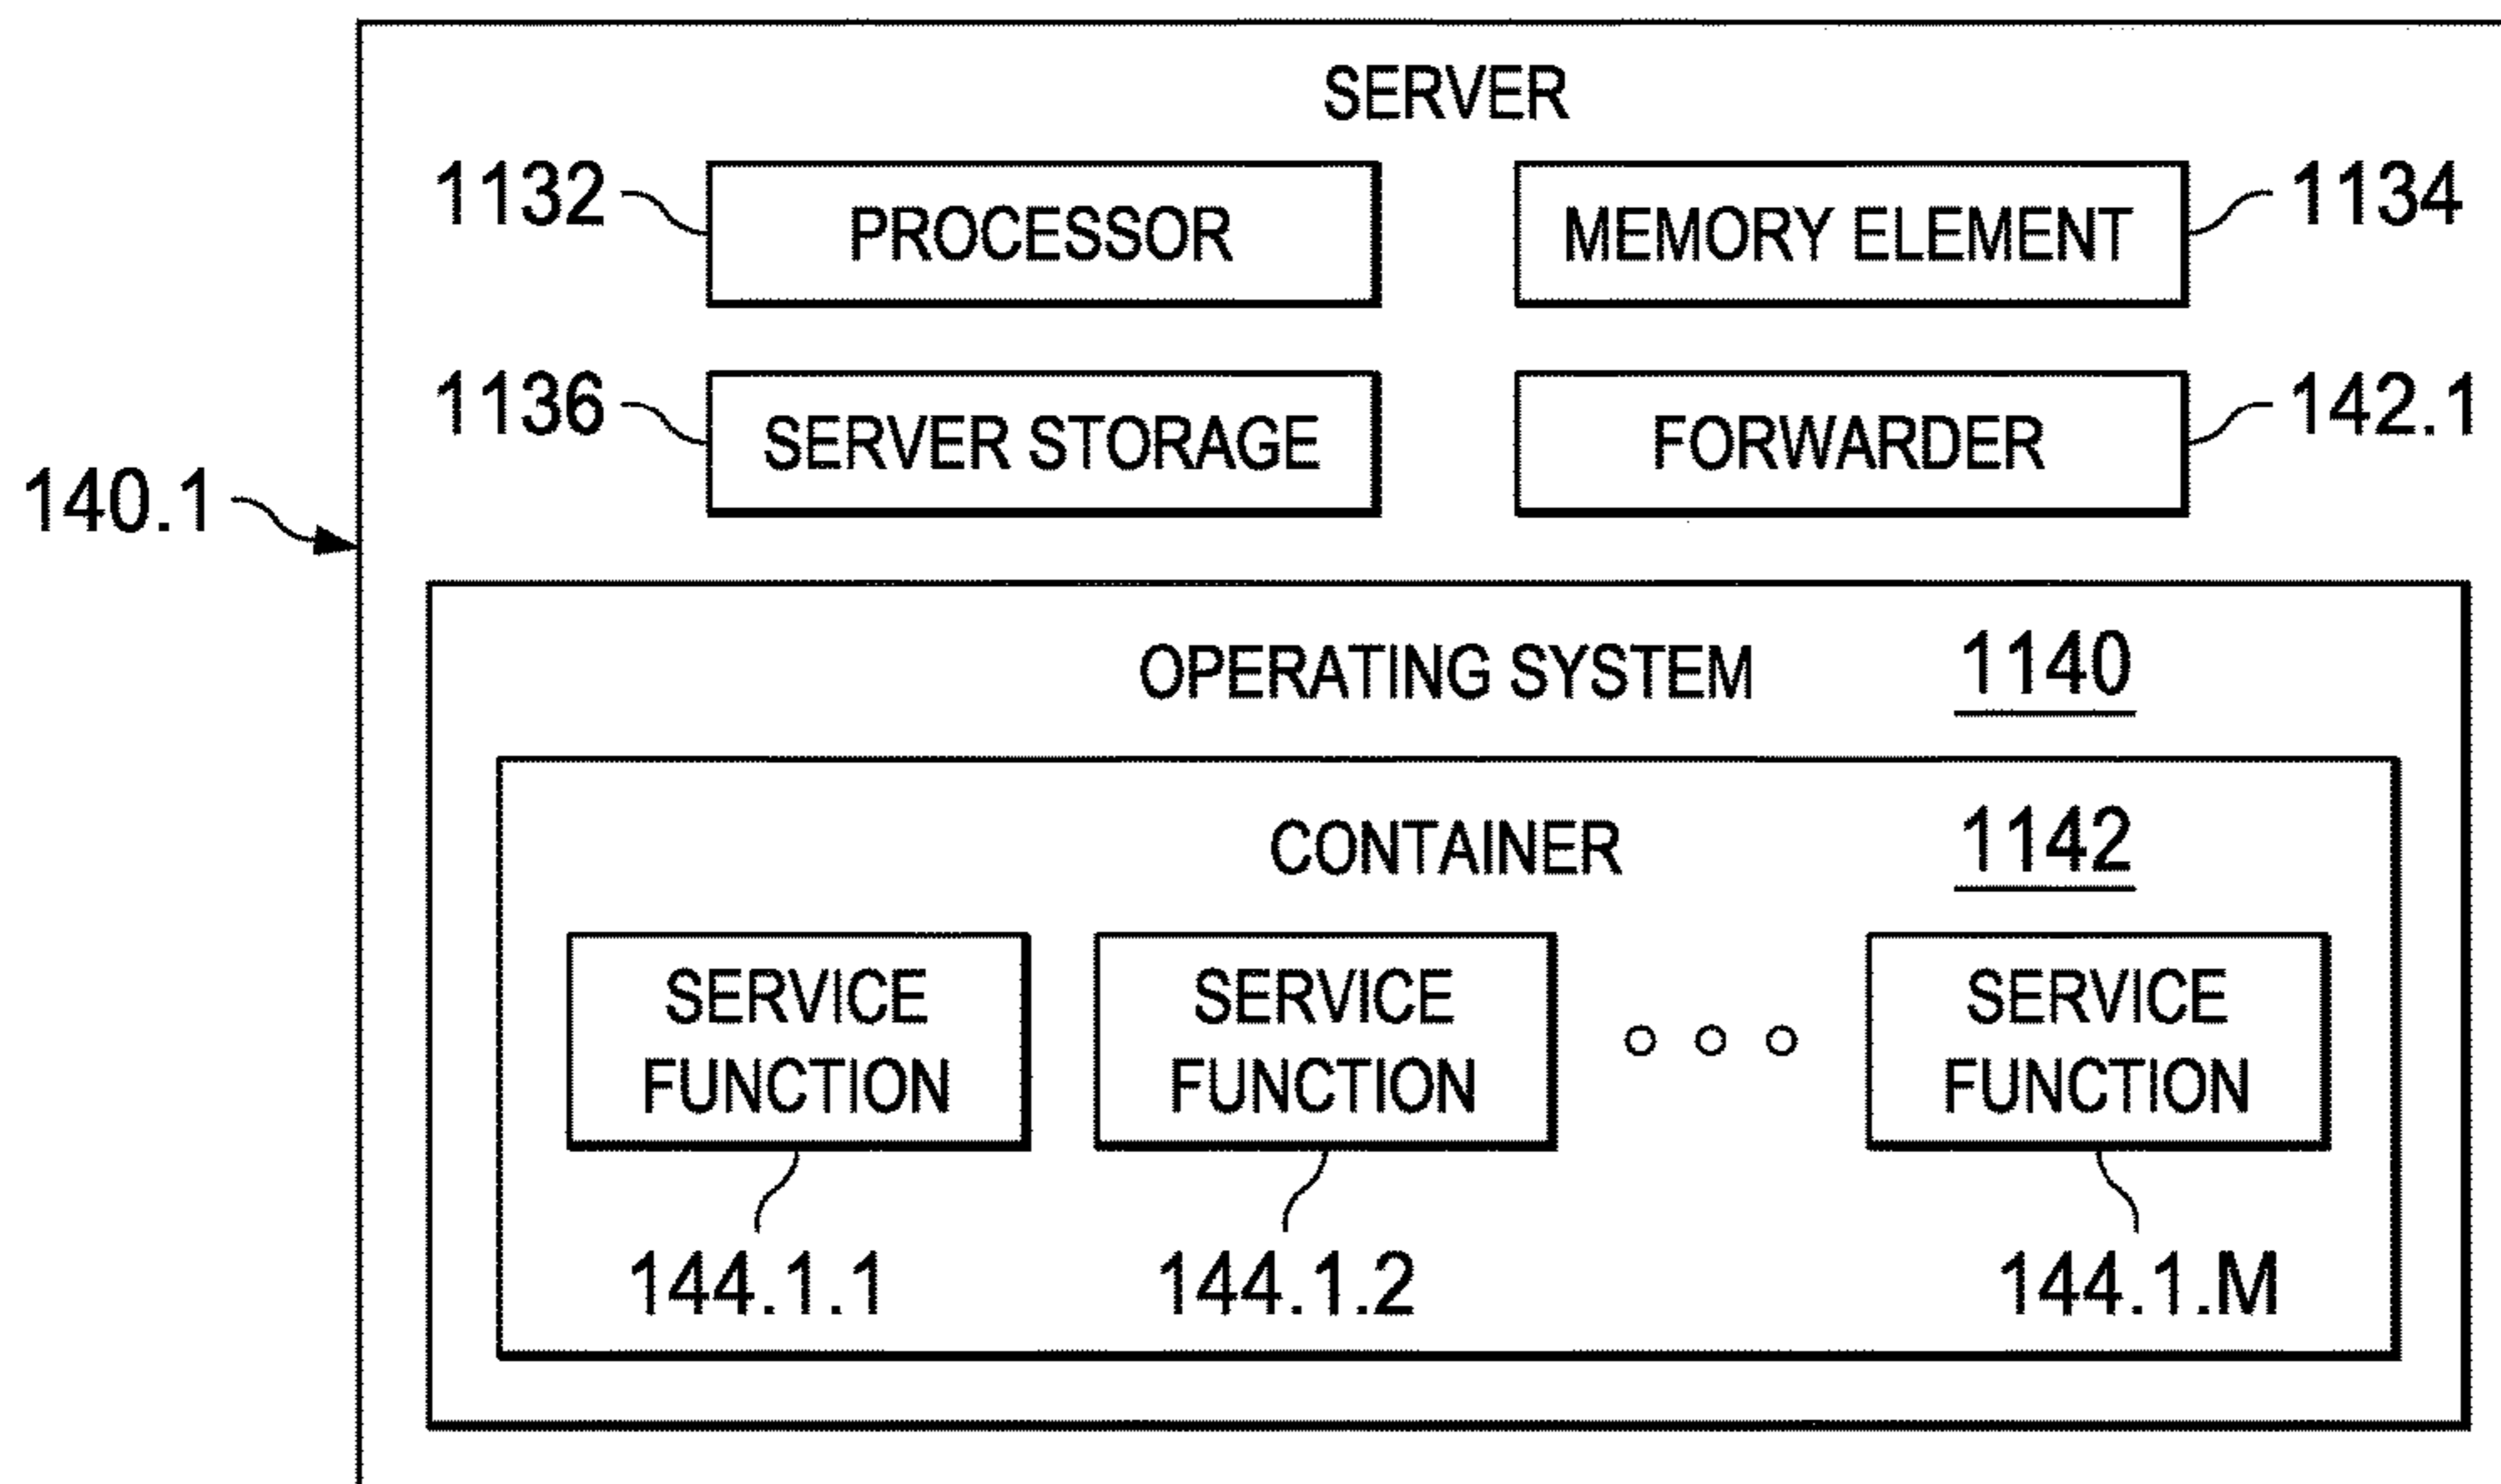 SERVER
1132 PROCESSOR MEMORY ELEMENT 1134
1136 SERVER STORAGE FORWARDER 142.1
140.1
OPERATING SYSTEM 1140
CONTAINER 1142
SERVICE FUNCTION
SERVICE FUNCTION
SERVICE FUNCTION
144.1.1 144.1.2 144.1.M